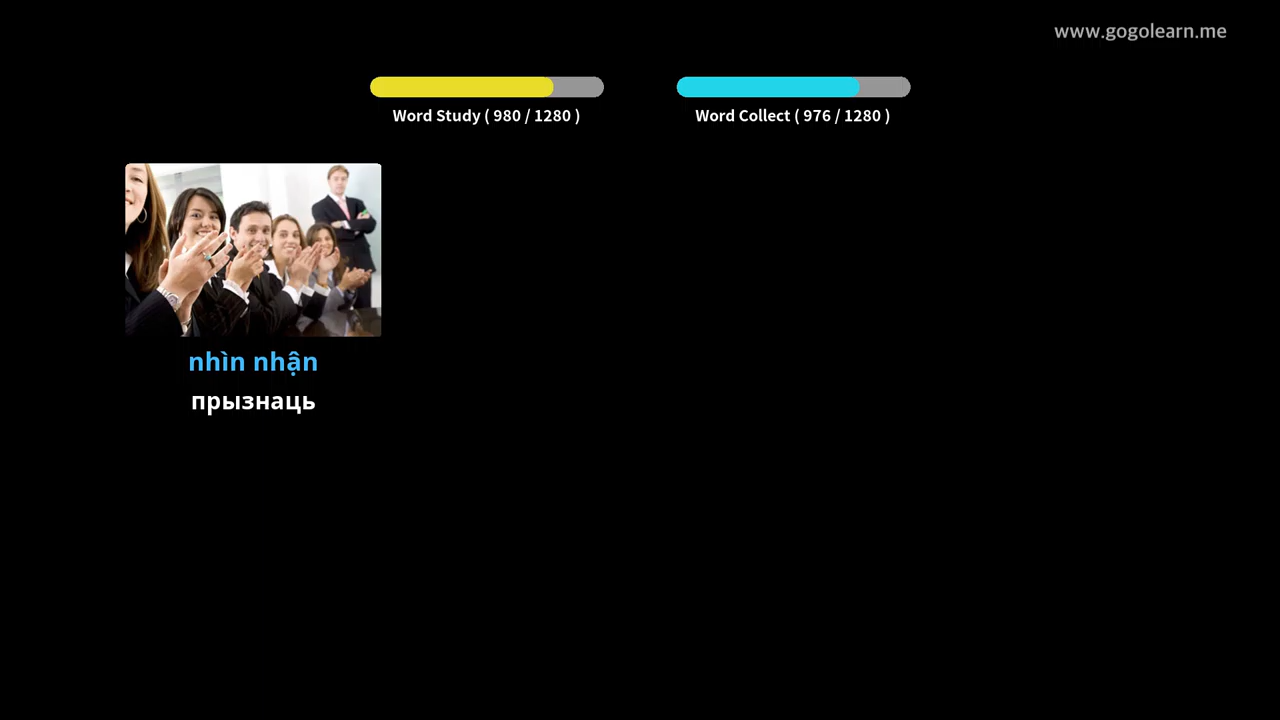 www.gogolearn.me
Word Study ( 980 / 1280 )
Word Collect ( 976 / 1280 )
nhìn nhận
прызнаць